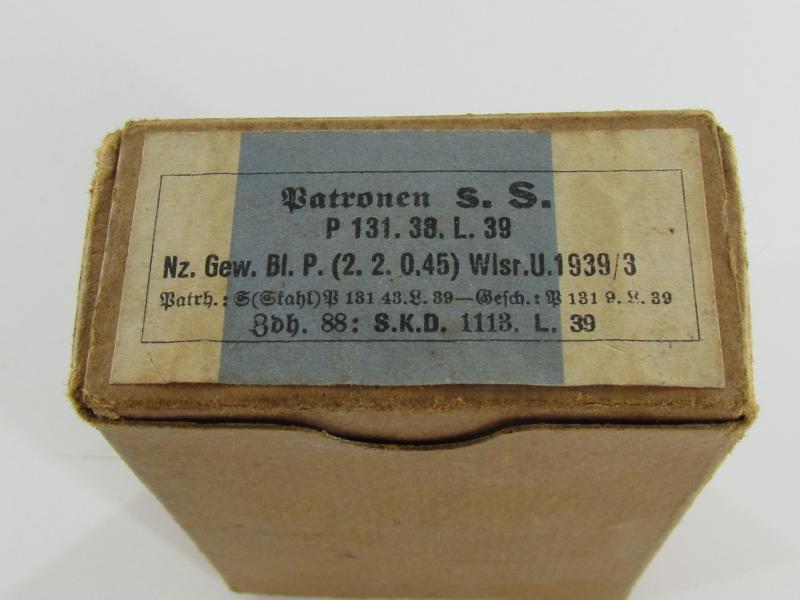 Patronen s. S.
P 131. 38. L. 39
Nz. Gew. Bl. P. (2. 2. 0,45) Wlsr.U.1939/3
Patrh.: S(Stahl)P 131 43.L. 39—Gesch.: P 131 9. L. 39
Zdh. 88: S.K.D. 1113. L. 39